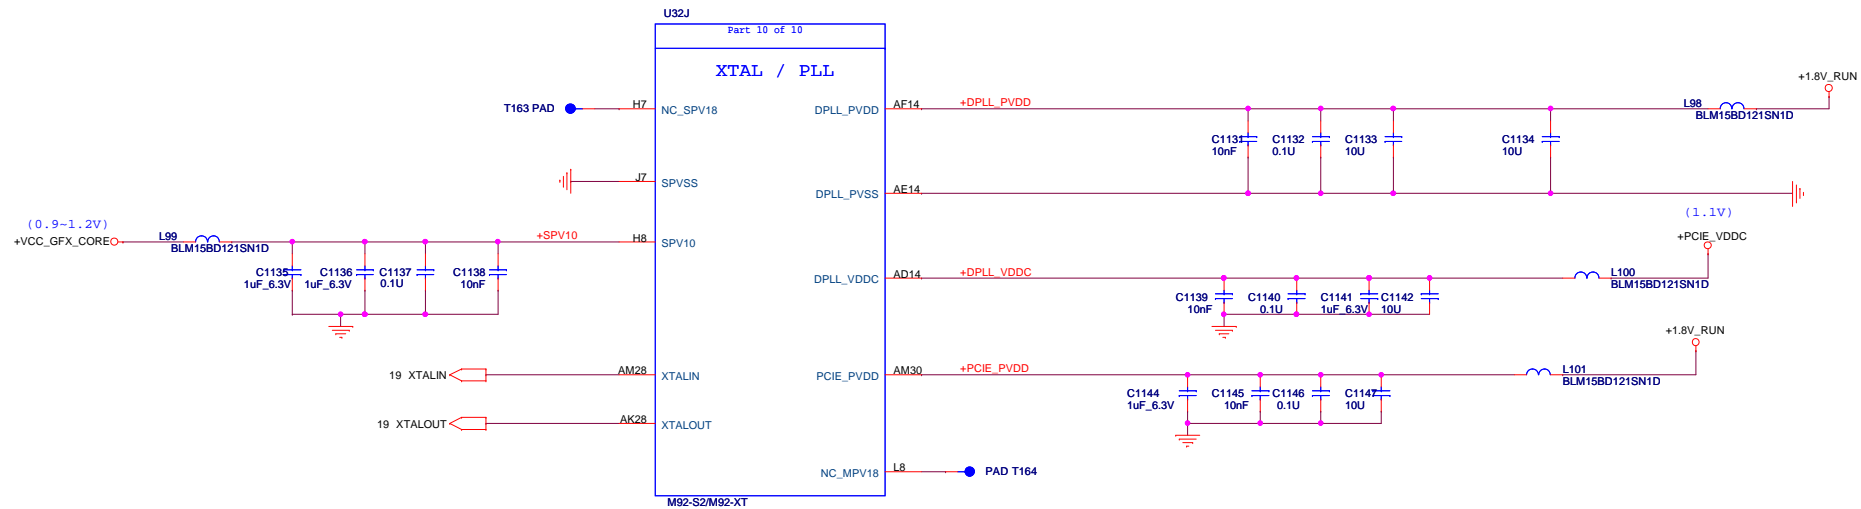 U32J
Part 10 of 10
XTAL / PLL
T163 PAD
H7
NC_SPV18
J7
SPVSS
(0.9~1.2V)
+VCC_GFX_CORE
L99
BLM15BD121SN1D
+SPV10
H8
SPV10
C1135
1uF_6.3V
C1136
1uF_6.3V
C1137
0.1U
C1138
10nF
19 XTALIN
AM28
XTALIN
19 XTALOUT
AK28
XTALOUT
DPLL_PVDD
AF14
+DPLL_PVDD
L98
BLM15BD121SN1D
+1.8V_RUN
C1131
10nF
C1132
0.1U
C1133
10U
C1134
10U
DPLL_PVSS
AE14
(1.1V)
+PCIE_VDDC
DPLL_VDDC
AD14
+DPLL_VDDC
L100
BLM15BD121SN1D
C1139
10nF
C1140
0.1U
C1141
1uF_6.3V
C1142
10U
+1.8V_RUN
PCIE_PVDD
AM30
+PCIE_PVDD
L101
BLM15BD121SN1D
C1144
1uF_6.3V
C1145
10nF
C1146
0.1U
C1147
10U
NC_MPV18
L8
PAD T164
M92-S2/M92-XT